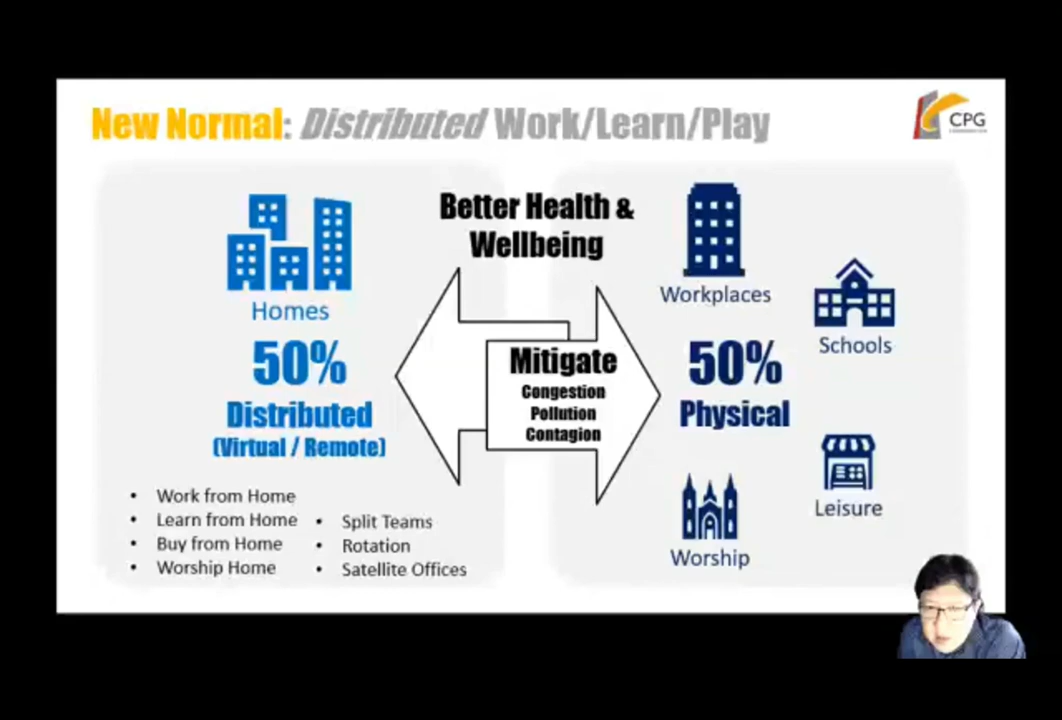 New Normal: Distributed Work/Learn/Play
CPG
Better Health &
Wellbeing
Homes
50%
Distributed
(Virtual / Remote)
• Work from Home
• Learn from Home
• Buy from Home
• Worship Home
• Split Teams
• Rotation
• Satellite Offices
Mitigate
Congestion
Pollution
Contagion
Workplaces
Schools
50%
Physical
Leisure
Worship